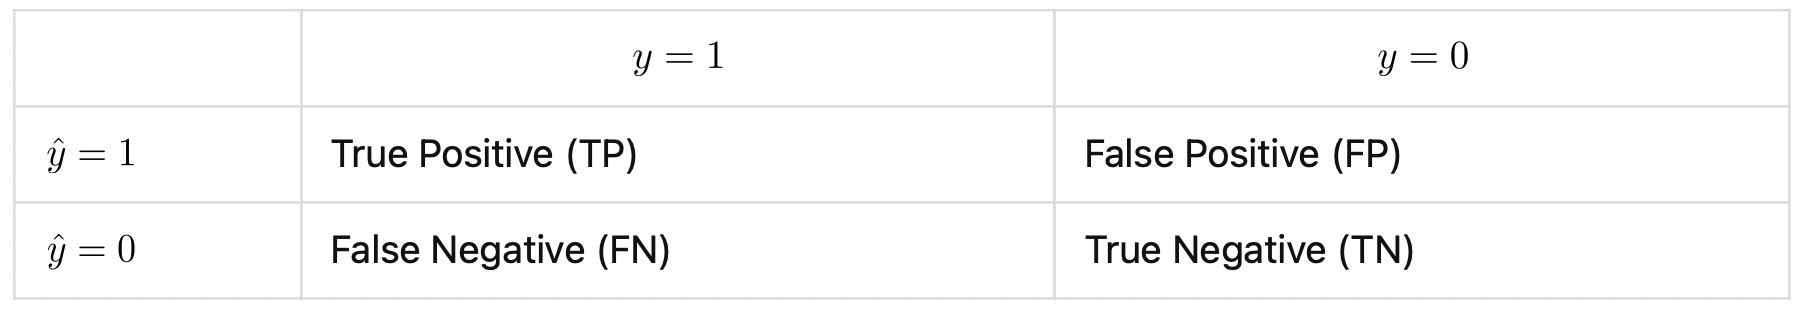 y = 1 y = 0
ŷ = 1 True Positive (TP) False Positive (FP)
ŷ = 0 False Negative (FN) True Negative (TN)